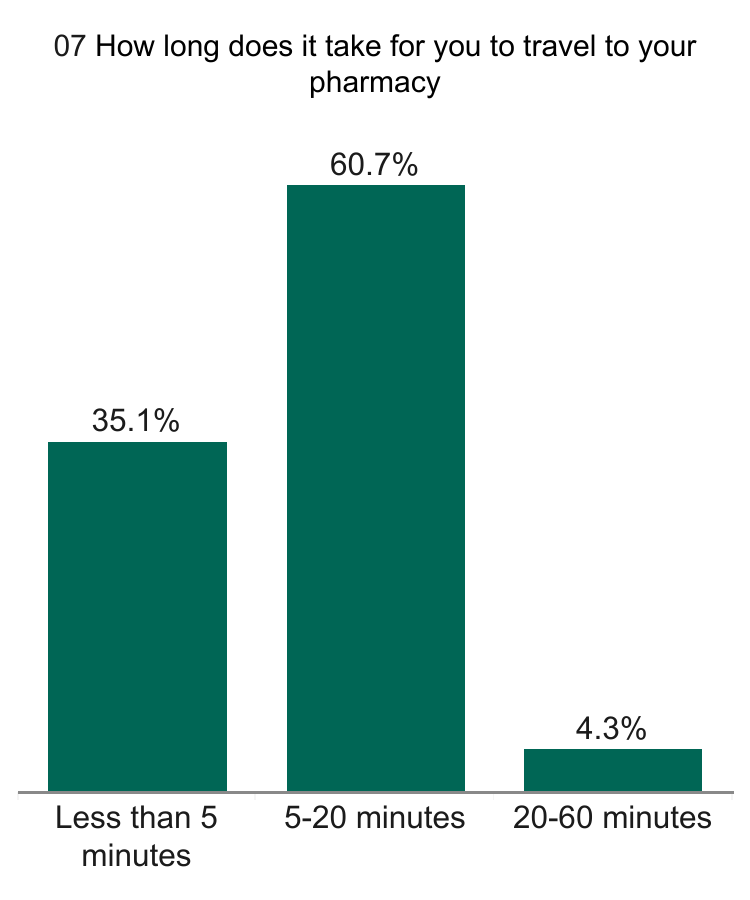 07 How long does it take for you to travel to your
pharmacy
60.7%
35.1%
4.3%
Less than 5
minutes
5-20 minutes
20-60 minutes